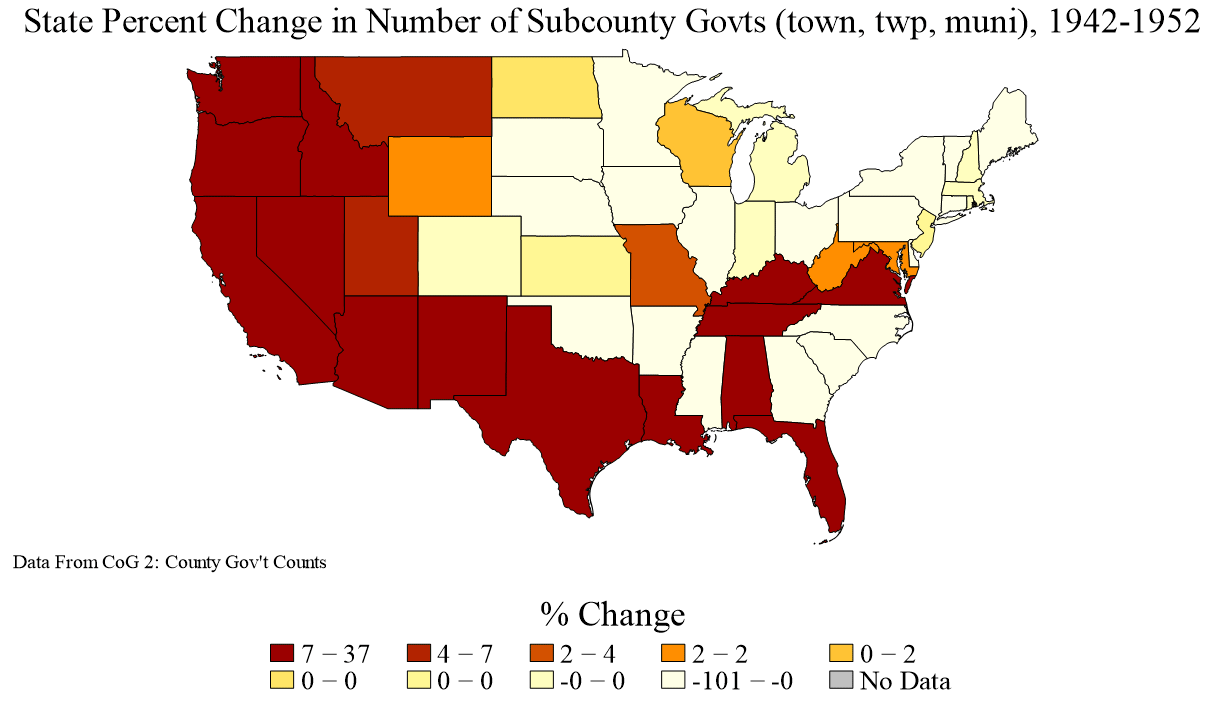 State Percent Change in Number of Subcounty Govts (town, twp, muni), 1942-1952
Data From CoG 2: County Gov't Counts
% Change
7 − 37 4 − 7 2 − 4 2 − 2 0 − 2
0 − 0 0 − 0 -0 − 0 -101 − -0 No Data